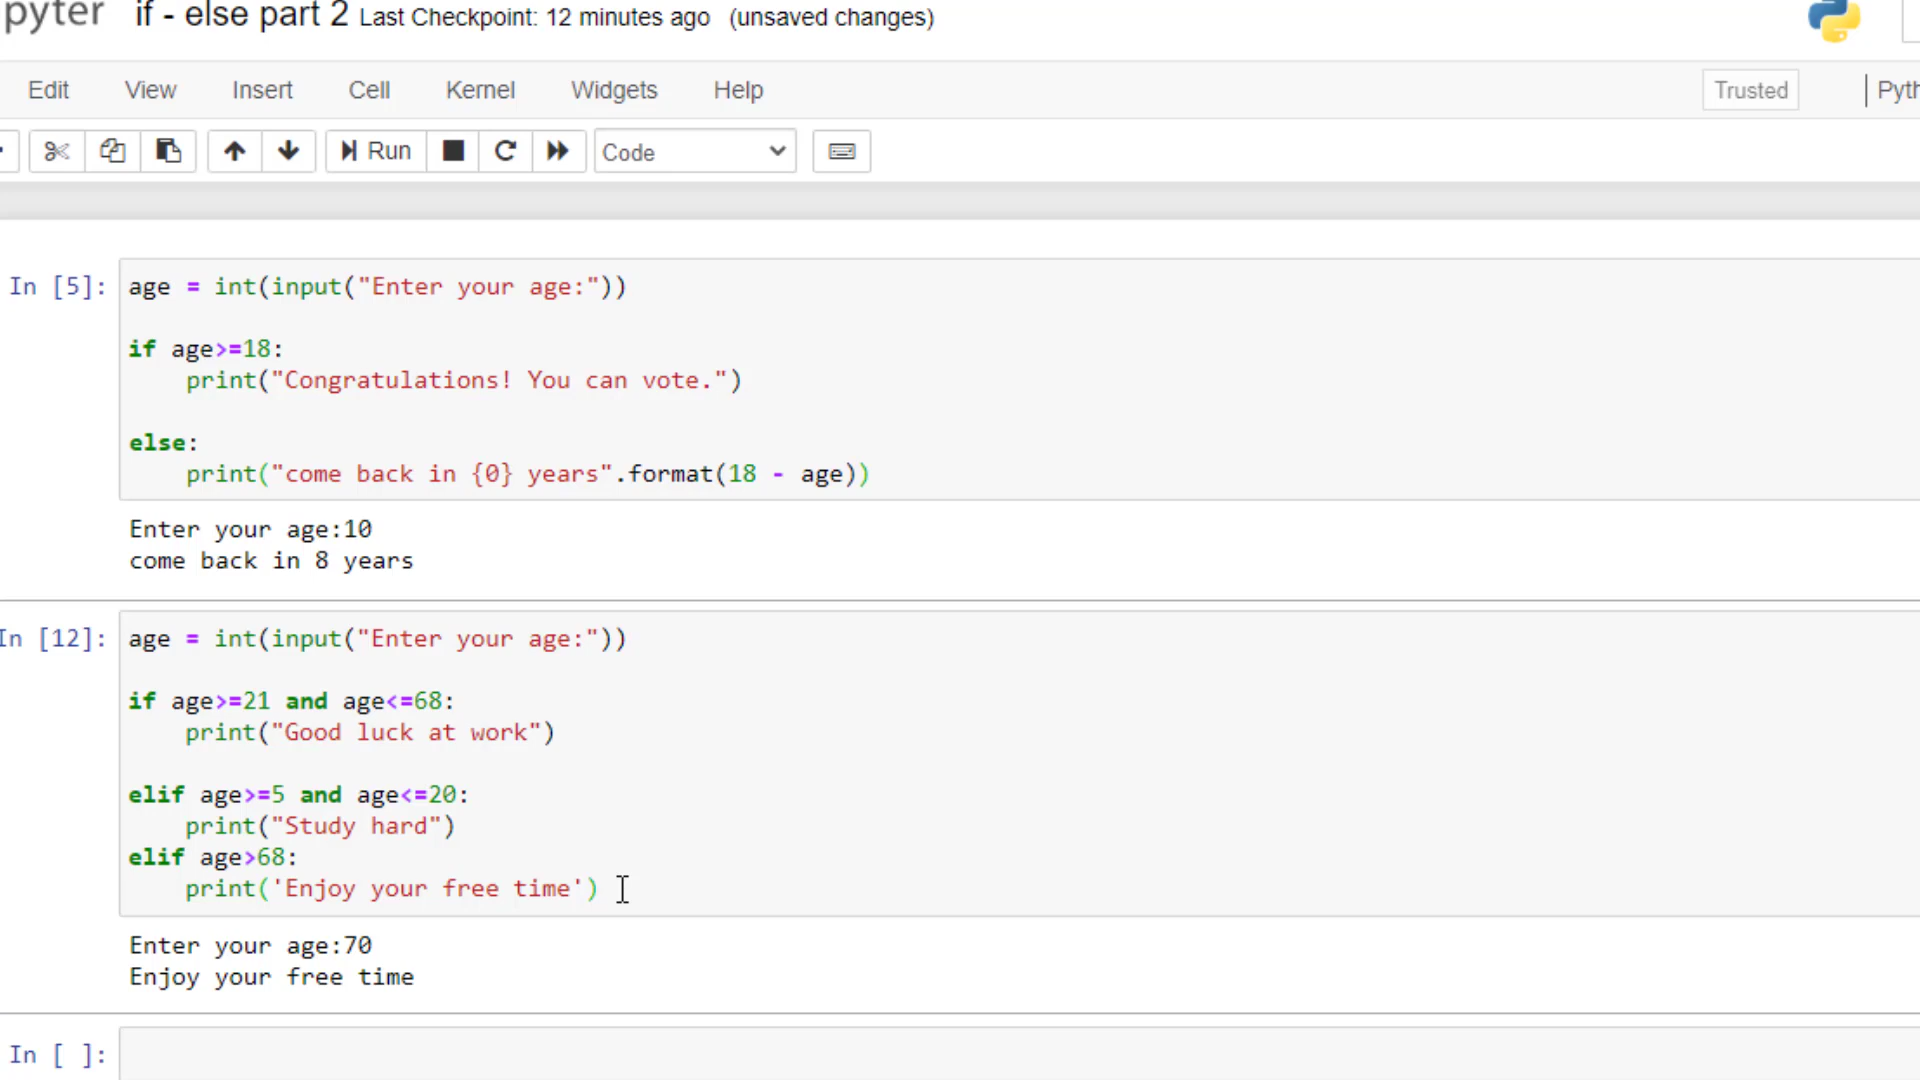 pyter if - else part 2 Last Checkpoint: 12 minutes ago (unsaved changes)
Edit View Insert Cell Kernel Widgets Help Trusted Pyth
Run Code
In [5]: age = int(input("Enter your age:"))
if age>=18:
    print("Congratulations! You can vote.")
else:
    print("come back in {0} years".format(18 - age))
Enter your age:10
come back in 8 years
In [12]: age = int(input("Enter your age:"))
if age>=21 and age<=68:
    print("Good luck at work")
elif age>=5 and age<=20:
    print("Study hard")
elif age>68:
    print('Enjoy your free time')
Enter your age:70
Enjoy your free time
In [ ]: